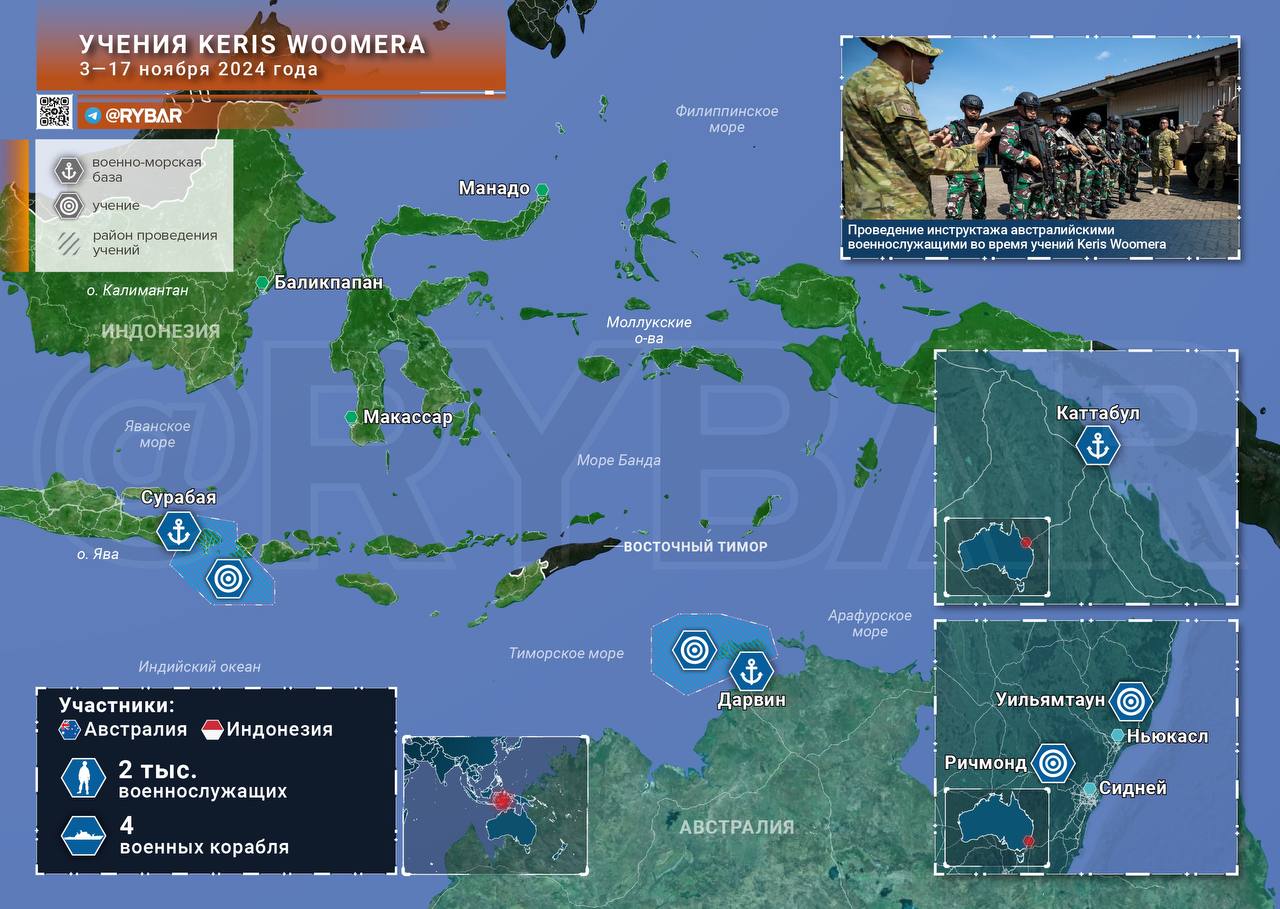 УЧЕНИЯ KERIS WOOMERA
3—17 ноября 2024 года
@RYBAR
военно-морская
база
учение
район проведения
учений
о. Калимантан
ИНДОНЕЗИЯ
Манадо
Баликпапан
Макассар
Филиппинское
море
Моллукские
о-ва
Яванское
море
Море Банда
@RYBAR
Сурабая
о. Ява
ВОСТОЧНЫЙ ТИМОР
Арафурское
море
Тиморское море
Индийский океан
Дарвин
АВСТРАЛИЯ
Проведение инструктажа австралийскими
военнослужащими во время учений Keris Woomera
Каттабул
Уильямтаун
Ньюкасл
Ричмонд
Сидней
Участники:
Австралия Индонезия
2 тыс.
военнослужащих
4
военных корабля